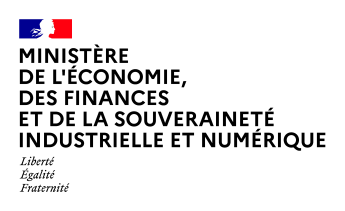 MINISTÈRE
DE L'ÉCONOMIE,
DES FINANCES
ET DE LA SOUVERAINETÉ
INDUSTRIELLE ET NUMÉRIQUE
Liberté
Égalité
Fraternité